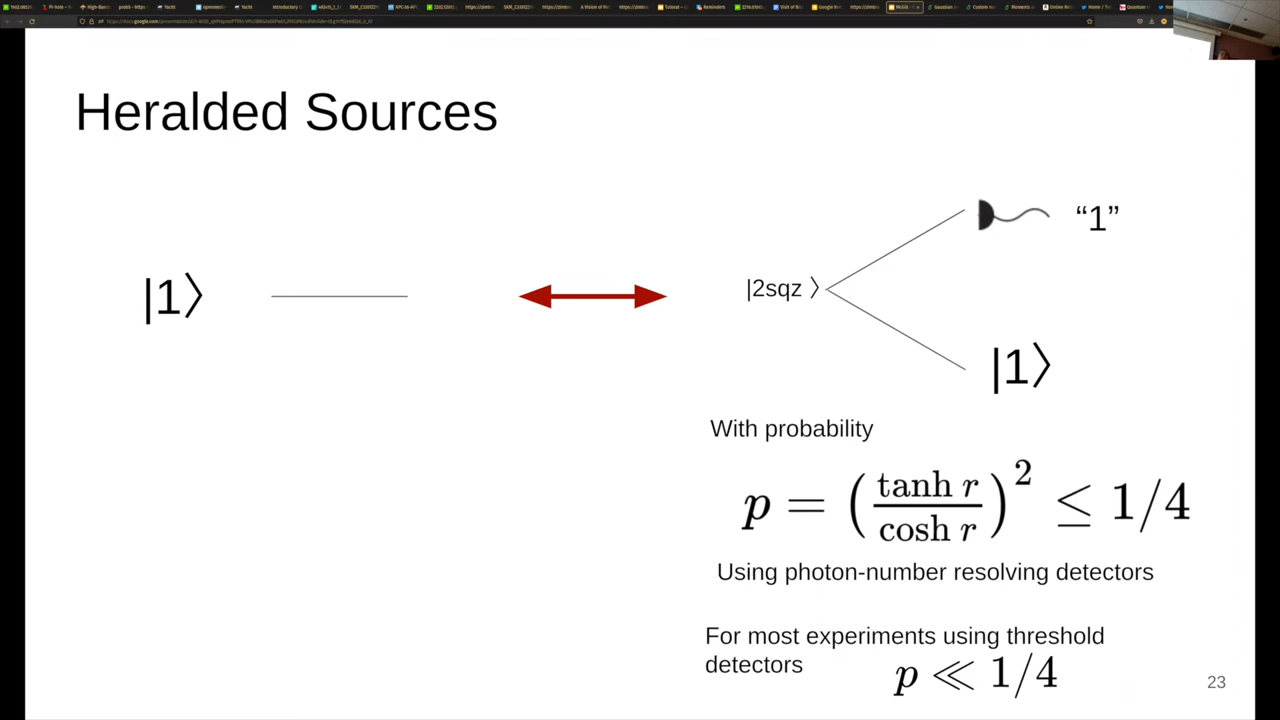 Heralded Sources
|1⟩
|2sqz ⟩
“1”
|1⟩
With probability
p = (tanh r / cosh r)² ≤ 1/4
Using photon-number resolving detectors
For most experiments using threshold
detectors p ≪ 1/4
23